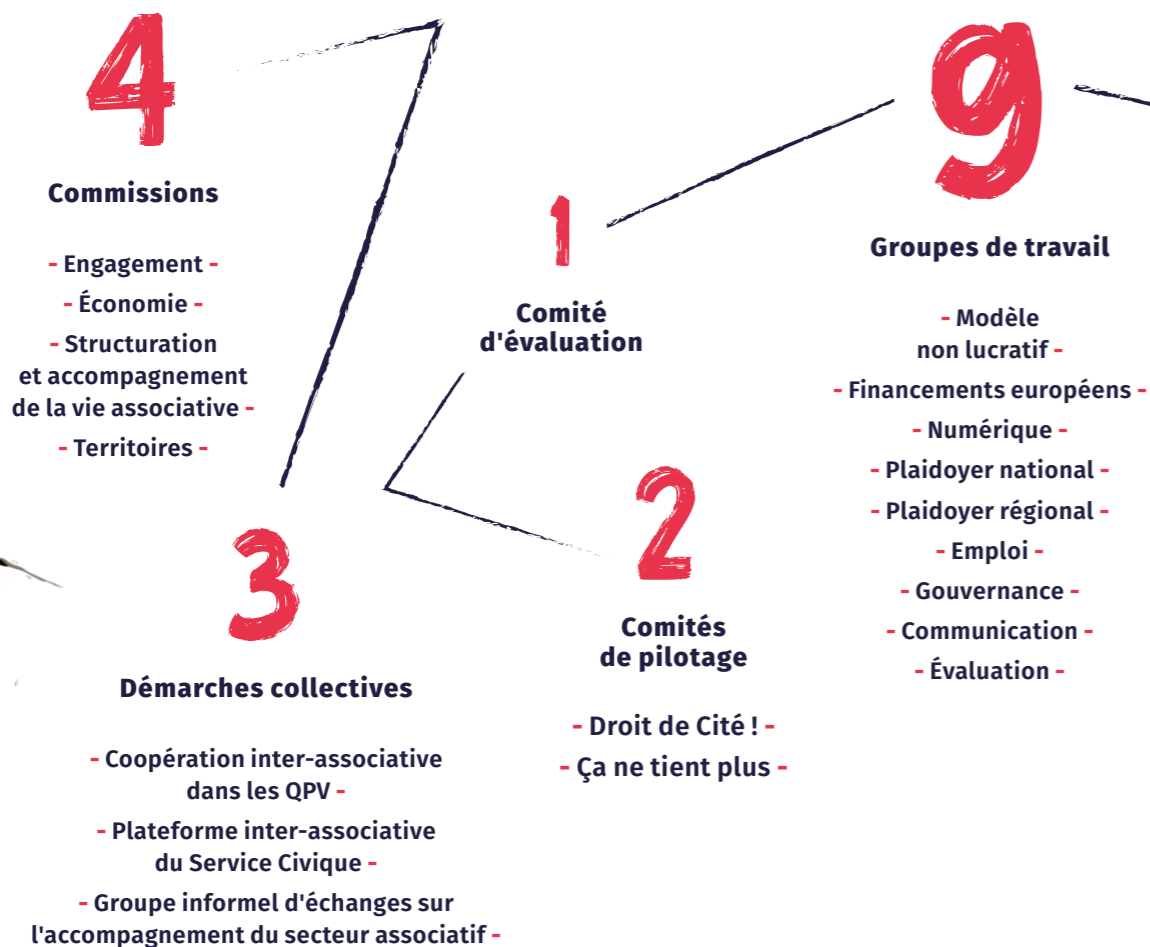 4
Commissions
- Engagement -
- Économie -
- Structuration
et accompagnement
de la vie associative -
- Territoires -
3
Démarches collectives
- Coopération inter-associative
dans les QPV -
- Plateforme inter-associative
du Service Civique -
- Groupe informel d'échanges sur
l'accompagnement du secteur associatif -
1
Comité
d'évaluation
2
Comités
de pilotage
- Droit de Cité ! -
- Ça ne tient plus -
9
Groupes de travail
- Modèle
non lucratif -
- Financements européens -
- Numérique -
- Plaidoyer national -
- Plaidoyer régional -
- Emploi -
- Gouvernance -
- Communication -
- Évaluation -